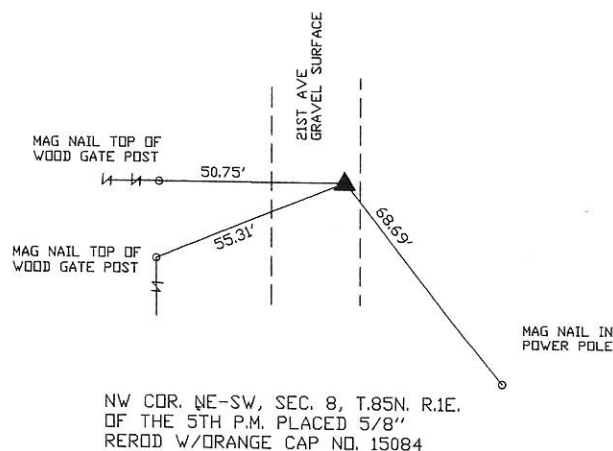 21ST AVE
GRAVEL SURFACE
MAG NAIL TOP OF
WOOD GATE POST
50.75'
55.31'
68.69'
MAG NAIL TOP OF
WOOD GATE POST
MAG NAIL IN
POWER POLE
NW COR. NE-SW, SEC. 8, T.85N. R.1E.
OF THE 5TH P.M. PLACED 5/8''
REROD W/ORANGE CAP NO. 15084